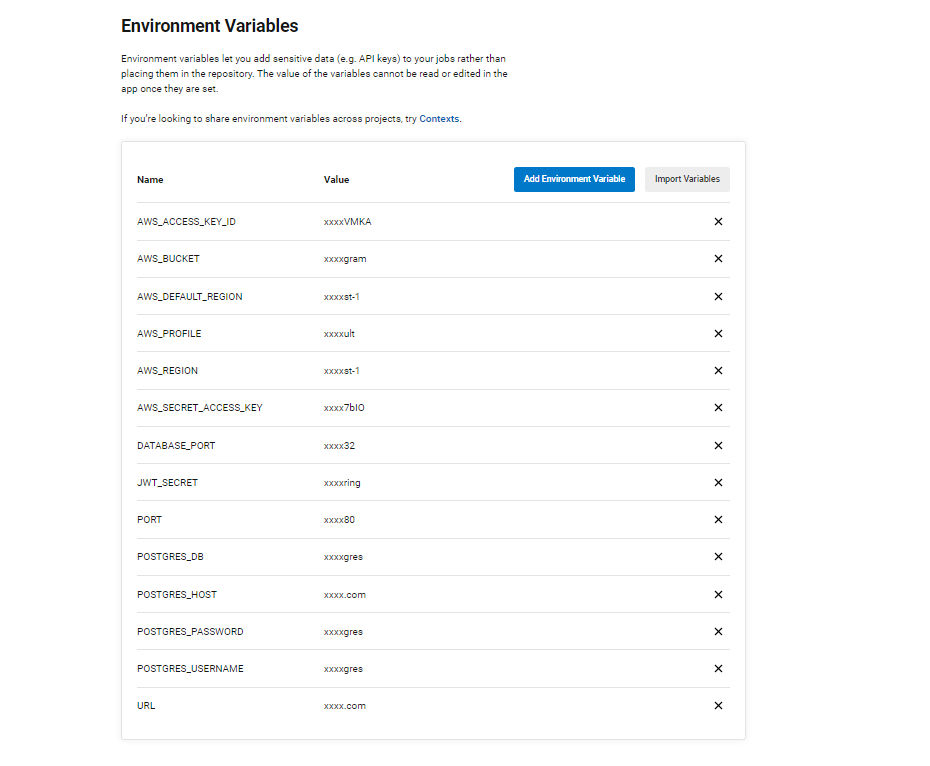 Environment Variables
Environment variables let you add sensitive data (e.g. API keys) to your jobs rather than
placing them in the repository. The value of the variables cannot be read or edited in the
app once they are set.
If you're looking to share environment variables across projects, try Contexts.
Name Value Add Environment Variable Import Variables
AWS_ACCESS_KEY_ID xxxxVMKA ✕
AWS_BUCKET xxxxgram ✕
AWS_DEFAULT_REGION xxxxst-1 ✕
AWS_PROFILE xxxxult ✕
AWS_REGION xxxxst-1 ✕
AWS_SECRET_ACCESS_KEY xxxx7bIO ✕
DATABASE_PORT xxxx32 ✕
JWT_SECRET xxxxring ✕
PORT xxxx80 ✕
POSTGRES_DB xxxxgres ✕
POSTGRES_HOST xxxx.com ✕
POSTGRES_PASSWORD xxxxgres ✕
POSTGRES_USERNAME xxxxgres ✕
URL xxxx.com ✕